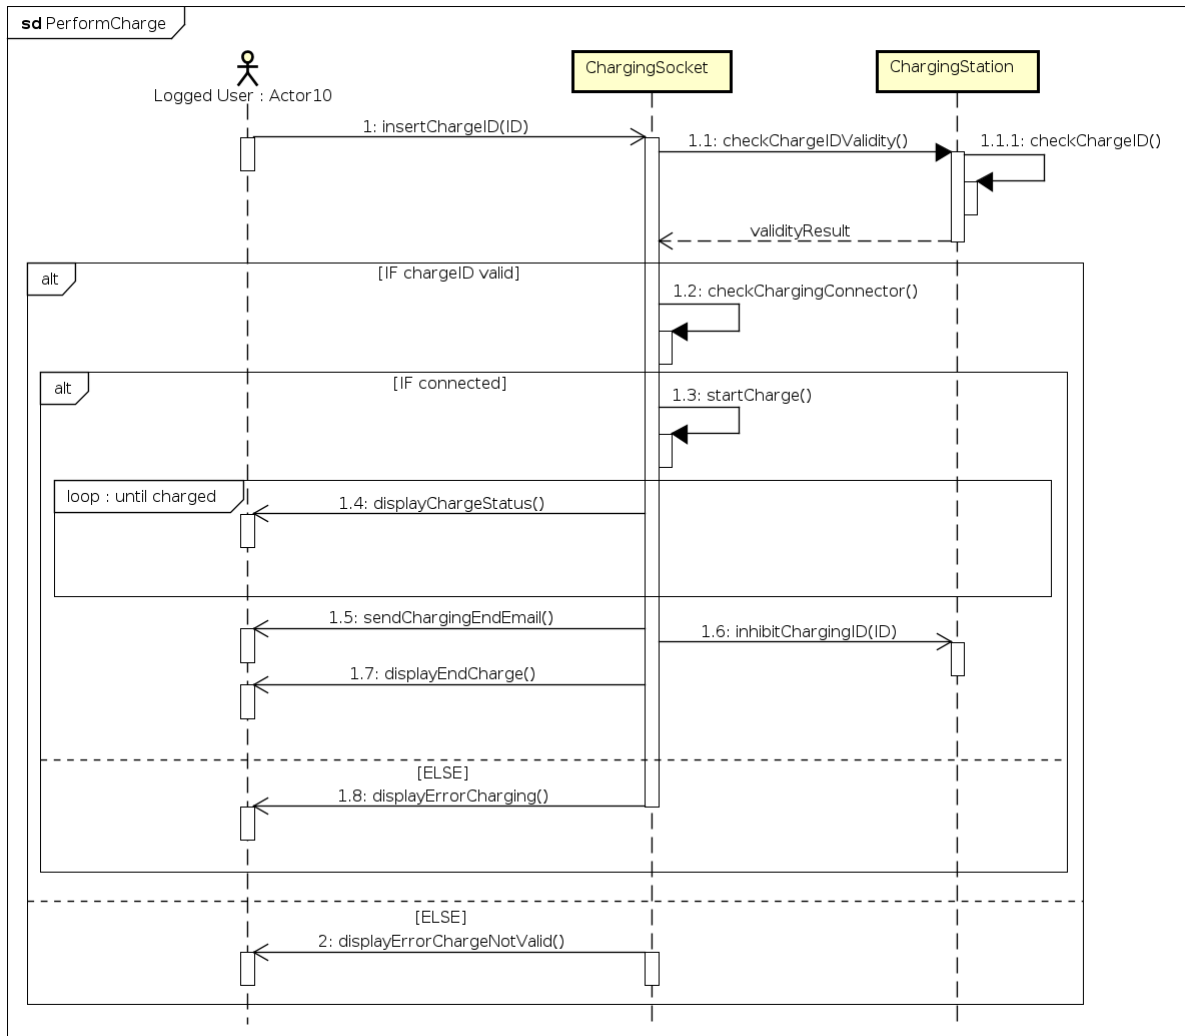 sd PerformCharge
Logged User : Actor10
ChargingSocket
ChargingStation
1: insertChargeID(ID)
1.1: checkChargeIDValidity()
1.1.1: checkChargeID()
validityResult
alt
[IF chargeID valid]
1.2: checkChargingConnector()
alt
[IF connected]
1.3: startCharge()
loop : until charged
1.4: displayChargeStatus()
1.5: sendChargingEndEmail()
1.6: inhibitChargingID(ID)
1.7: displayEndCharge()
[ELSE]
1.8: displayErrorCharging()
[ELSE]
2: displayErrorChargeNotValid()